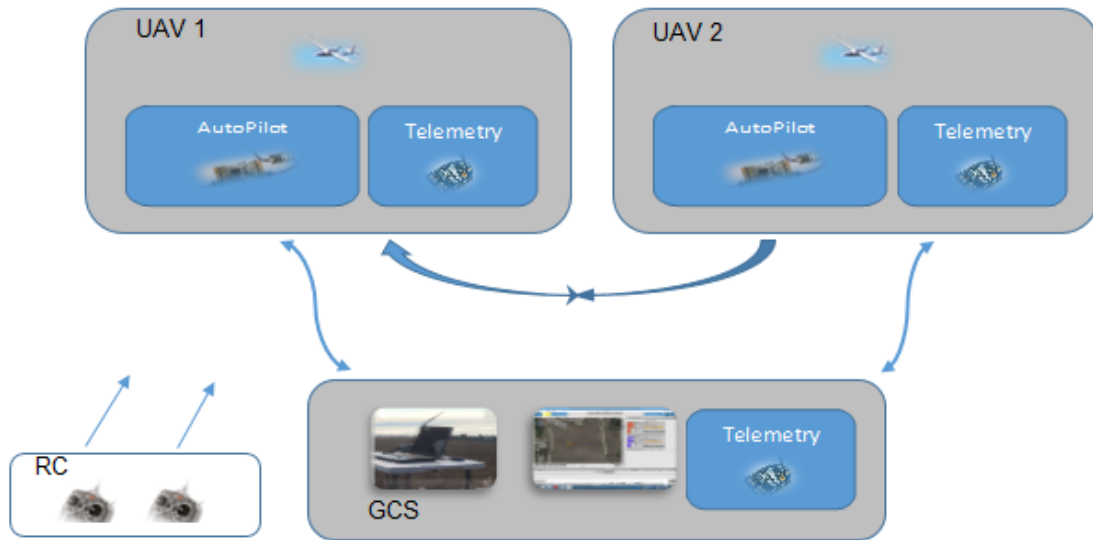 UAV 1
AutoPilot
Telemetry
UAV 2
AutoPilot
Telemetry
RC
GCS
Telemetry